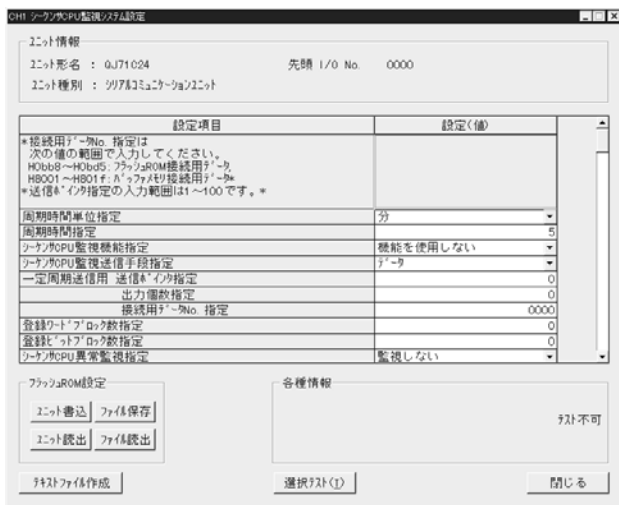 CH1 ｼｰｹﾝｻCPU監視ｼｽﾃﾑ設定
ﾕﾆｯﾄ情報
ﾕﾆｯﾄ形名 : QJ71C24 先頭 I/O No. 0000
ﾕﾆｯﾄ種別 : ｼﾘｱﾙｺﾐｭﾆｹｰｼｮﾝﾕﾆｯﾄ
設定項目 設定(値)
*接続用ﾃﾞｰﾀNo. 指定は
次の値の範囲で入力してください。
H0bb8～H0bd5: ﾌﾗｯｼｭROM接続用ﾃﾞｰﾀ,
H8001～H801f: ﾊﾞｯﾌｧﾒﾓﾘ接続用ﾃﾞｰﾀ*
*送信ﾎﾟｲﾝﾀ指定の入力範囲は1～100です。*
周期時間単位指定 分
周期時間指定 5
ｼｰｹﾝｻCPU監視機能指定 機能を使用しない
ｼｰｹﾝｻCPU監視送信手段指定 ﾃﾞｰﾀ
一定周期送信用 送信ﾎﾟｲﾝﾀ指定 0
出力個数指定 0
接続用ﾃﾞｰﾀNo. 指定 0000
登録ﾜｰﾄﾞﾌﾞﾛｯｸ数指定 0
登録ﾋﾞｯﾄﾌﾞﾛｯｸ数指定 0
ｼｰｹﾝｻCPU異常監視指定 監視しない
ﾌﾗｯｼｭROM設定
ﾕﾆｯﾄ書込 ﾌｧｲﾙ保存
ﾕﾆｯﾄ読出 ﾌｧｲﾙ読出
各種情報
ﾃｽﾄ不可
ﾃｷｽﾄﾌｧｲﾙ作成 選択ﾃｽﾄ(T) 閉じる